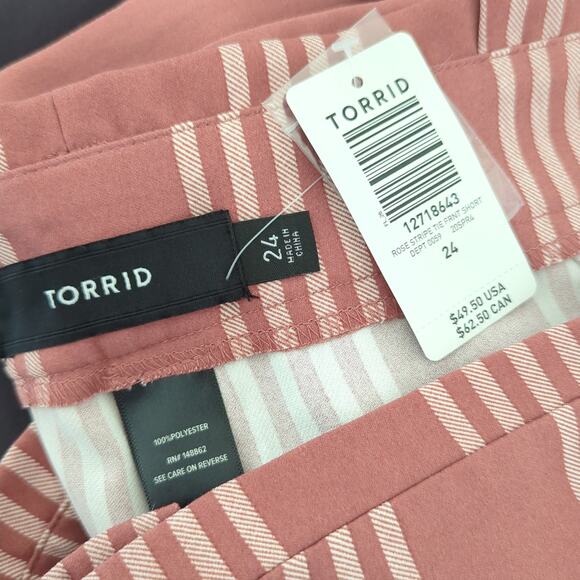 TORRID
12718643
ROSE STRIPE TIE FRNT SHORT
DEPT 0059 20SPR4
24
$49.50 USA
$62.50 CAN
TORRID
24
MADE IN
CHINA
100%POLYESTER
RN# 148862
SEE CARE ON REVERSE